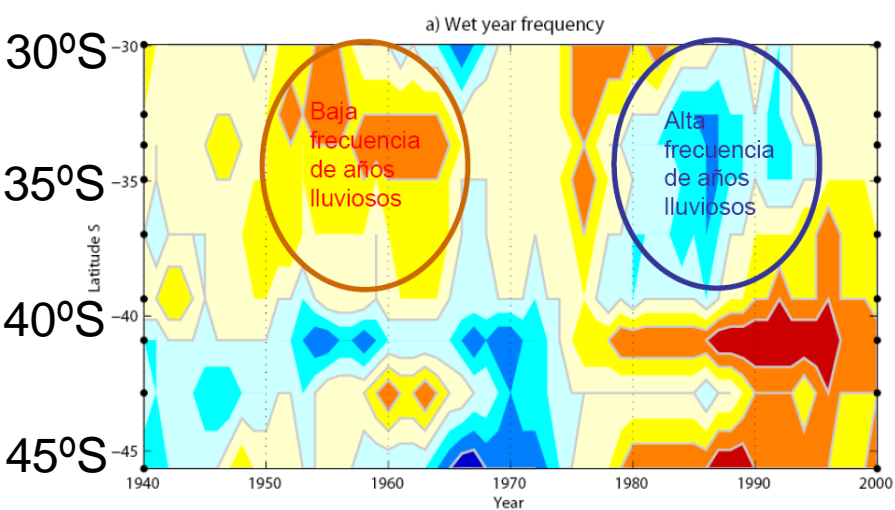 a) Wet year frequency
30ºS
35ºS
40ºS
45ºS
Latitude S
−30
−35
−40
−45
Baja
frecuencia
de años
lluviosos
Alta
frecuencia
de años
lluviosos
1940 1950 1960 1970 1980 1990 2000
Year